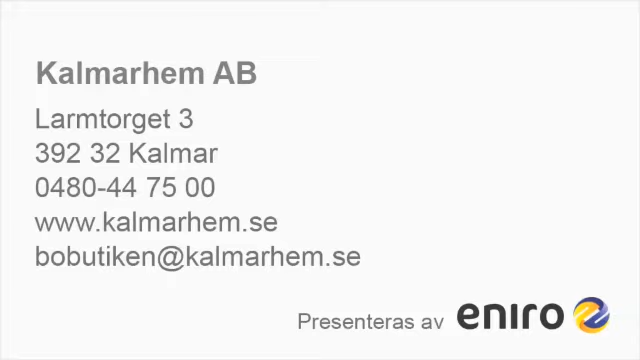 Kalmarhem AB
Larmtorget 3
392 32 Kalmar
0480-44 75 00
www.kalmarhem.se
bobutiken@kalmarhem.se
Presenteras av eniro